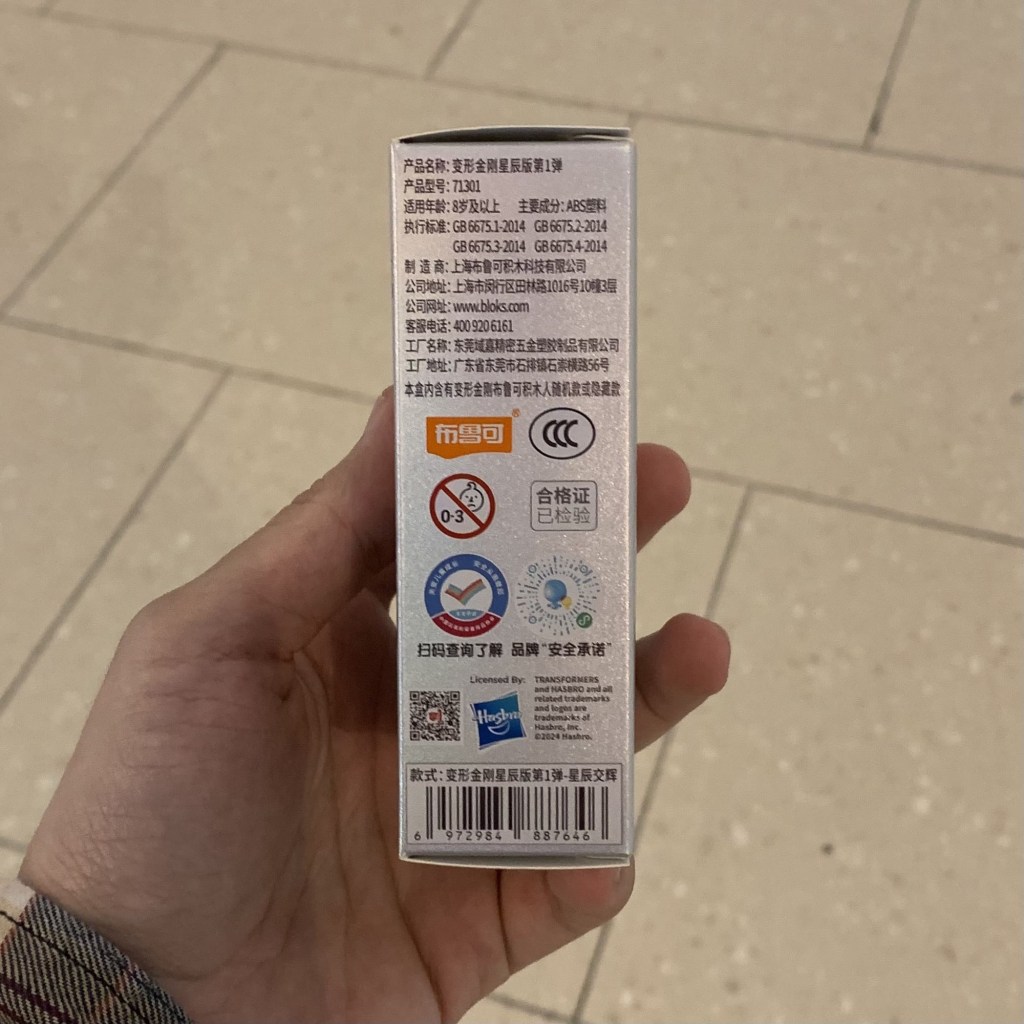 产品名称：变形金刚星辰版第1弹
产品型号：71301
适用年龄：8岁及以上 主要成分：ABS塑料
执行标准：GB 6675.1-2014 GB 6675.2-2014
GB 6675.3-2014 GB 6675.4-2014
制 造 商：上海布鲁可积木科技有限公司
公司地址：上海市闵行区田林路1016号10幢3层
公司网址：www.bloks.com
客服电话：400 920 6161
工厂名称：东莞域嘉精密五金塑胶制品有限公司
工厂地址：广东省东莞市石排镇石崇横路56号
本盒内含有变形金刚布鲁可积木人随机款或隐藏款
布鲁可®
CCC
0-3
合格证
已检验
扫码查询了解 品牌“安全承诺”
Licensed By:
Hasbro
TRANSFORMERS
and HASBRO and all
related trademarks
and logos are
trademarks of
Hasbro, Inc.
©2024 Hasbro.
款式：变形金刚星辰版第1弹-星辰交辉
6 972984 887646